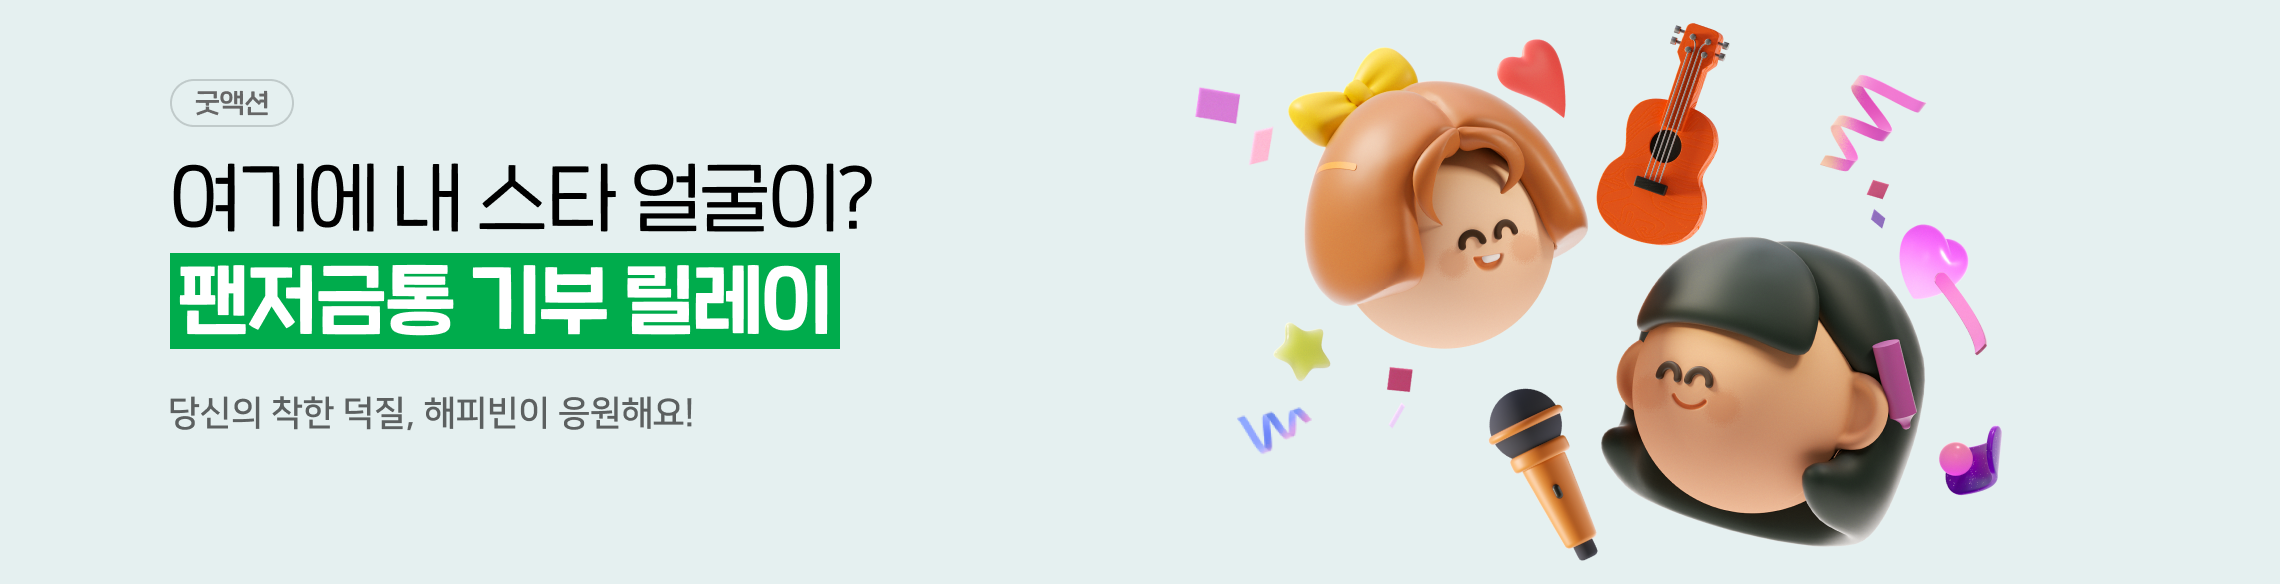 굿액션
여기에 내 스타 얼굴이?
팬저금통 기부 릴레이
당신의 착한 덕질, 해피빈이 응원해요!